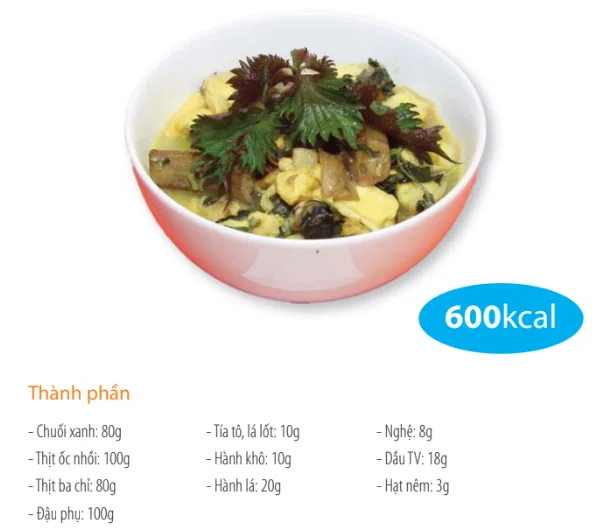 600kcal
Thành phần
- Chuối xanh: 80g
- Thịt ốc nhồi: 100g
- Thịt ba chỉ: 80g
- Đậu phụ: 100g
- Tía tô, lá lốt: 10g
- Hành khô: 10g
- Hành lá: 20g
- Nghệ: 8g
- Dầu TV: 18g
- Hạt nêm: 3g